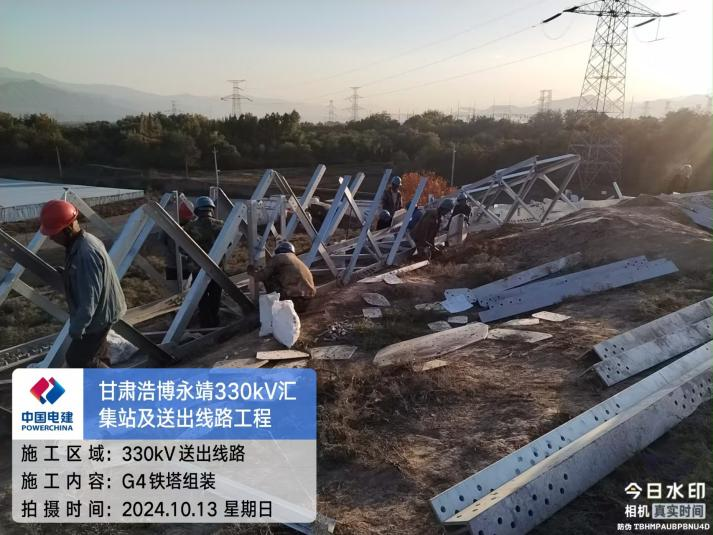 中国电建
POWERCHINA
甘肃浩博永靖330kV汇
集站及送出线路工程
施工区域：330kV送出线路
施工内容：G4铁塔组装
拍摄时间：2024.10.13 星期日
今日水印
相机 真实时间
防伪 TBHMPAUBPBNU4D